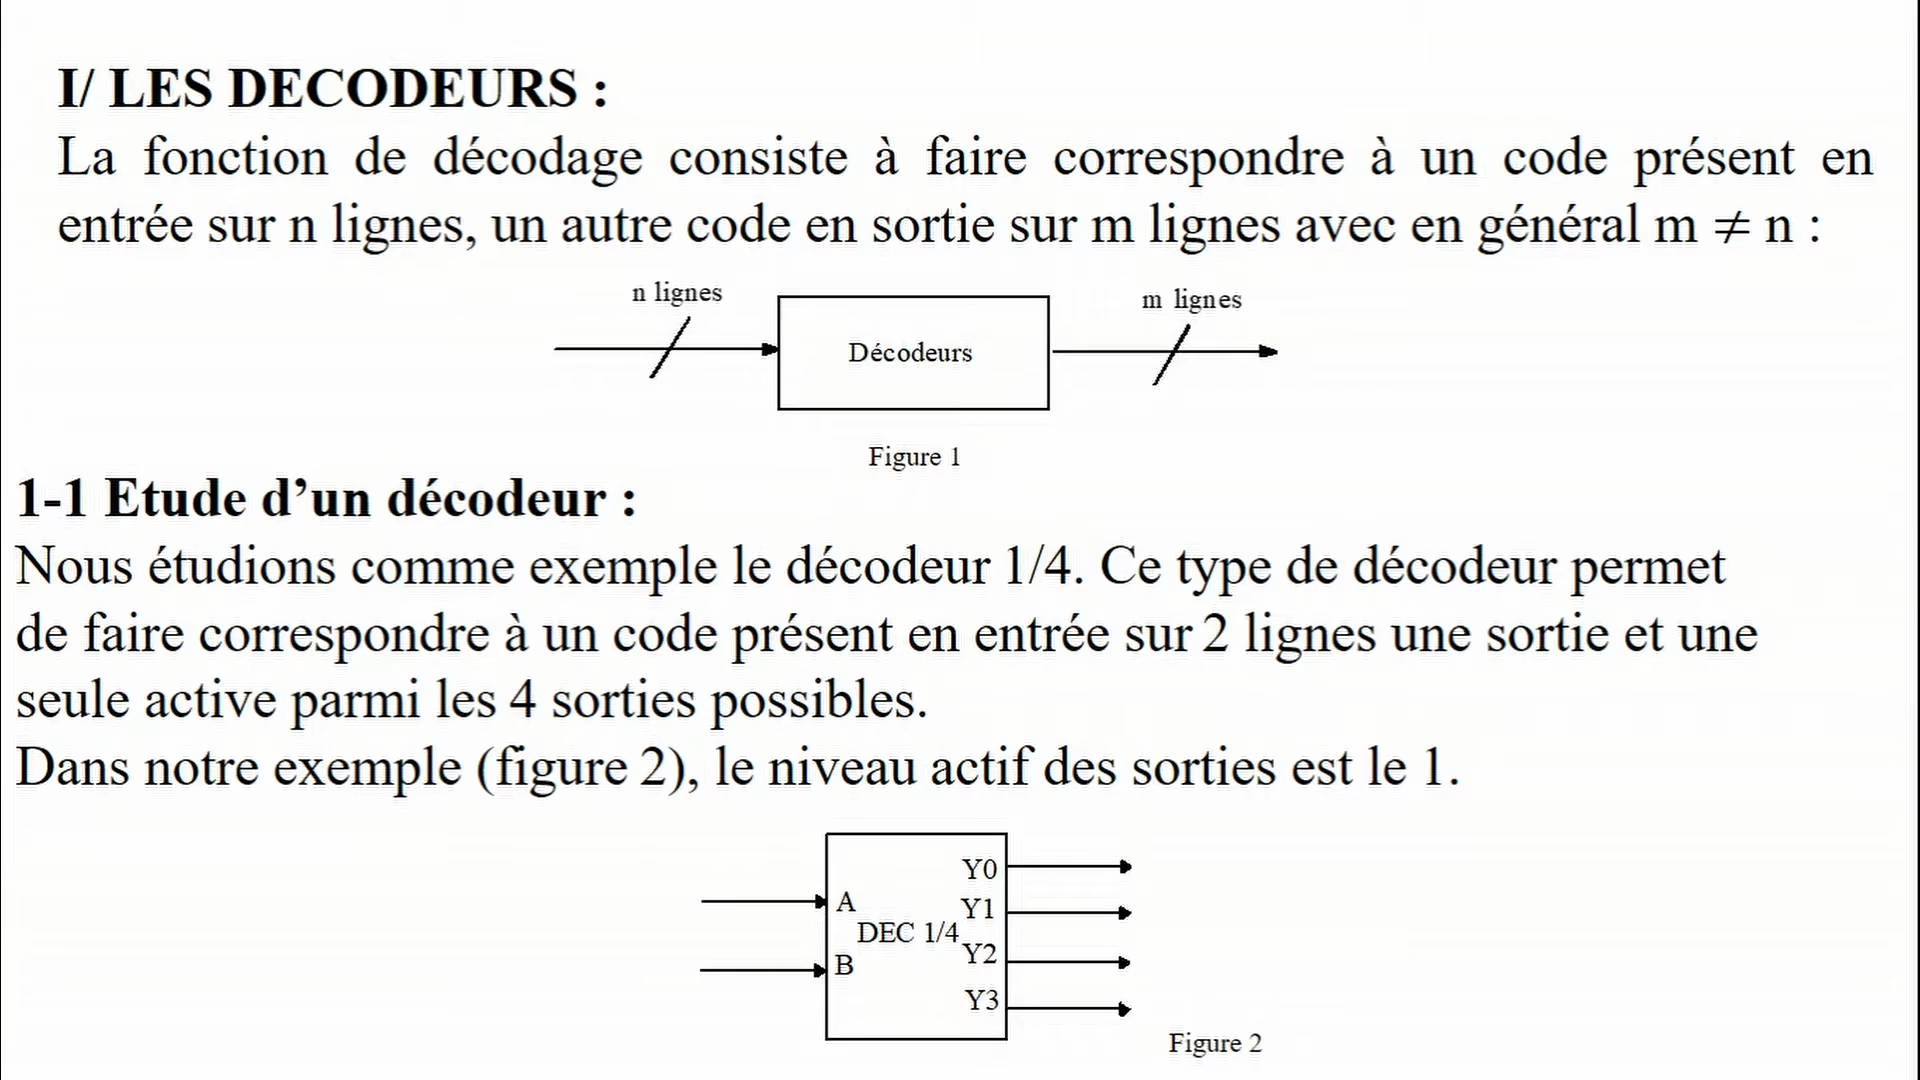 I/ LES DECODEURS :
La fonction de décodage consiste à faire correspondre à un code présent en
entrée sur n lignes, un autre code en sortie sur m lignes avec en général m ≠ n :
n lignes
m lignes
Décodeurs
Figure 1
1-1 Etude d’un décodeur :
Nous étudions comme exemple le décodeur 1/4. Ce type de décodeur permet
de faire correspondre à un code présent en entrée sur 2 lignes une sortie et une
seule active parmi les 4 sorties possibles.
Dans notre exemple (figure 2), le niveau actif des sorties est le 1.
Y0
A
Y1
DEC 1/4
Y2
B
Y3
Figure 2